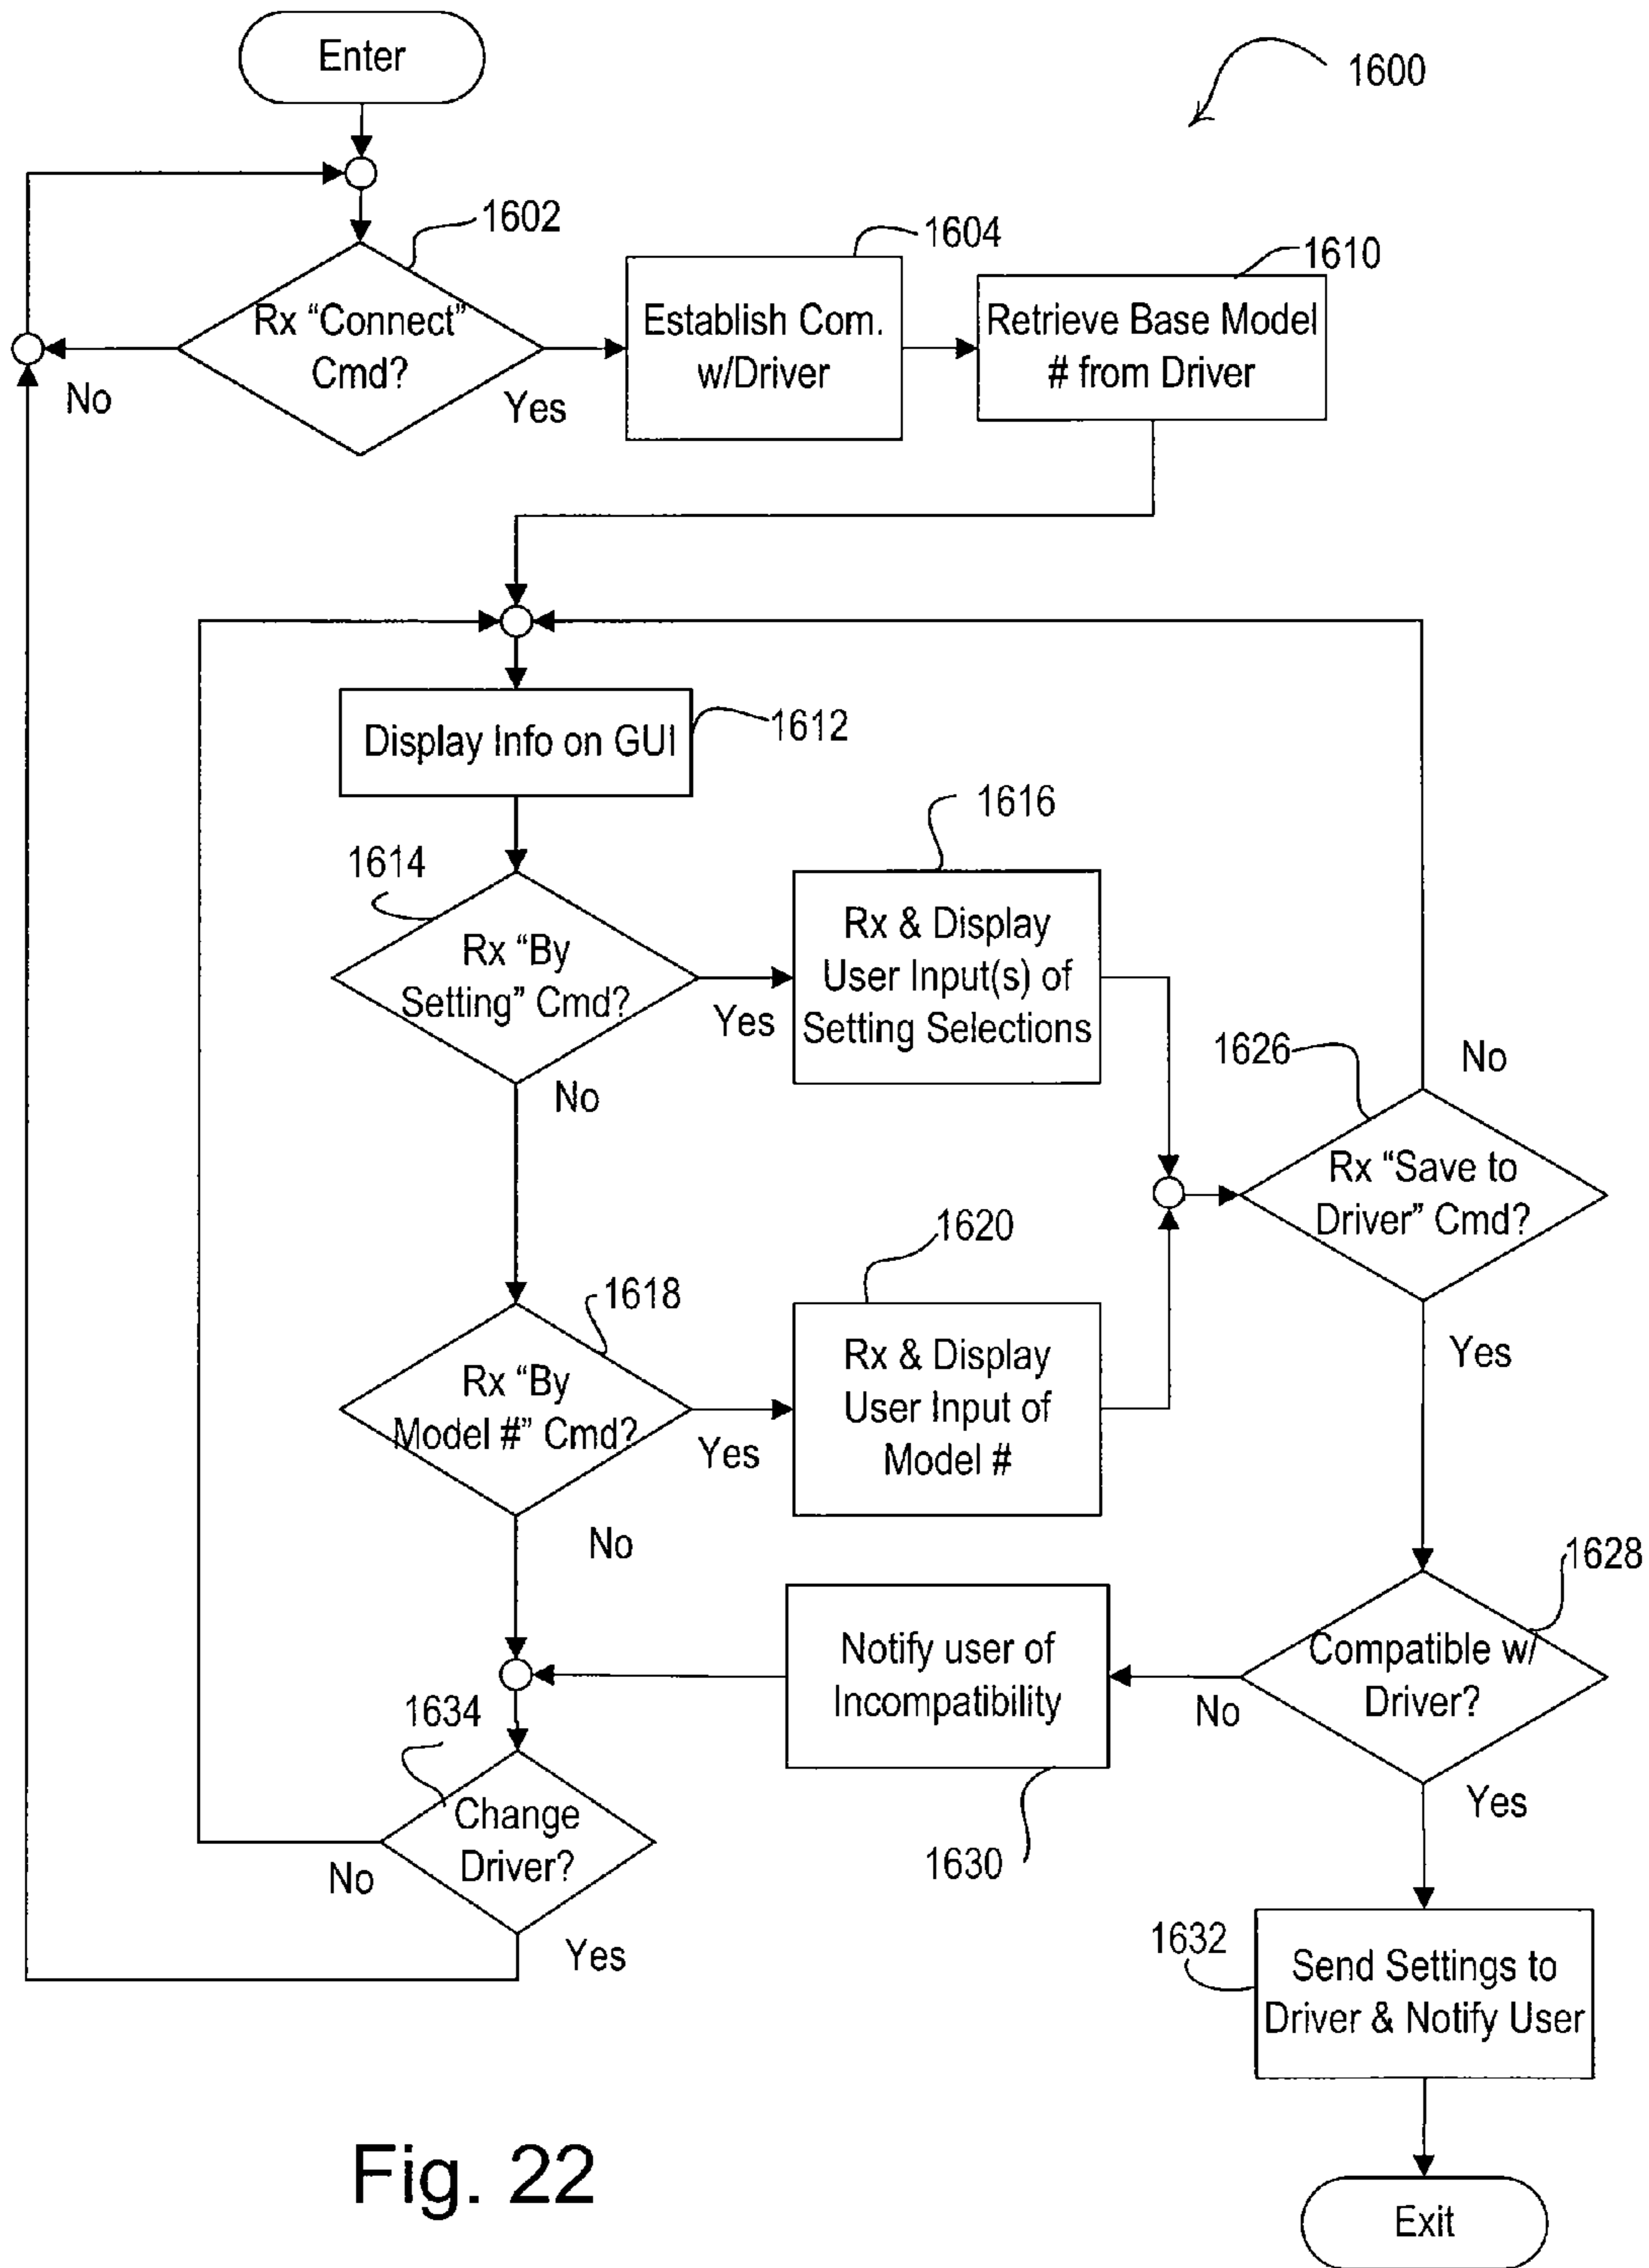 Enter
1600
1602
Rx “Connect”
Cmd?
No
Yes
1604
Establish Com.
w/Driver
1610
Retrieve Base Model
# from Driver
Display Info on GUI
1612
1614
Rx “By
Setting” Cmd?
Yes
No
1616
Rx & Display
User Input(s) of
Setting Selections
1626
No
Rx “Save to
Driver” Cmd?
Yes
1618
Rx “By
Model #” Cmd?
Yes
No
1620
Rx & Display
User Input of
Model #
1628
Compatible w/
Driver?
No
Yes
Notify user of
Incompatibility
1630
1634
Change
Driver?
No
Yes
1632
Send Settings to
Driver & Notify User
Exit
Fig. 22